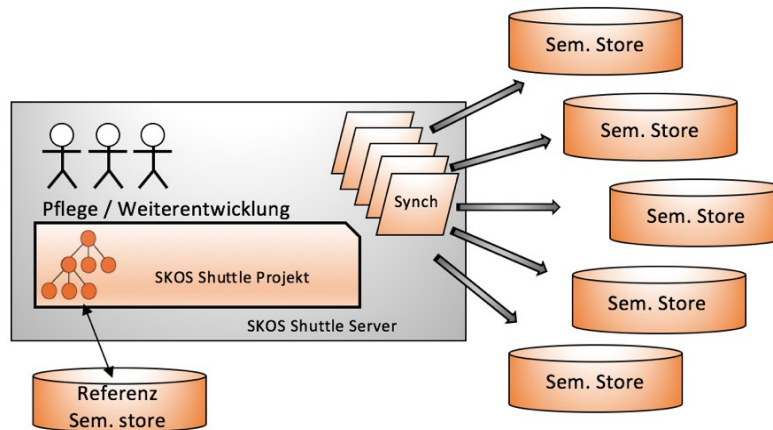 Sem. Store
Sem. Store
Synch
Sem. Store
Pflege / Weiterentwicklung
SKOS Shuttle Projekt
Sem. Store
SKOS Shuttle Server
Sem. Store
Referenz
Sem. store